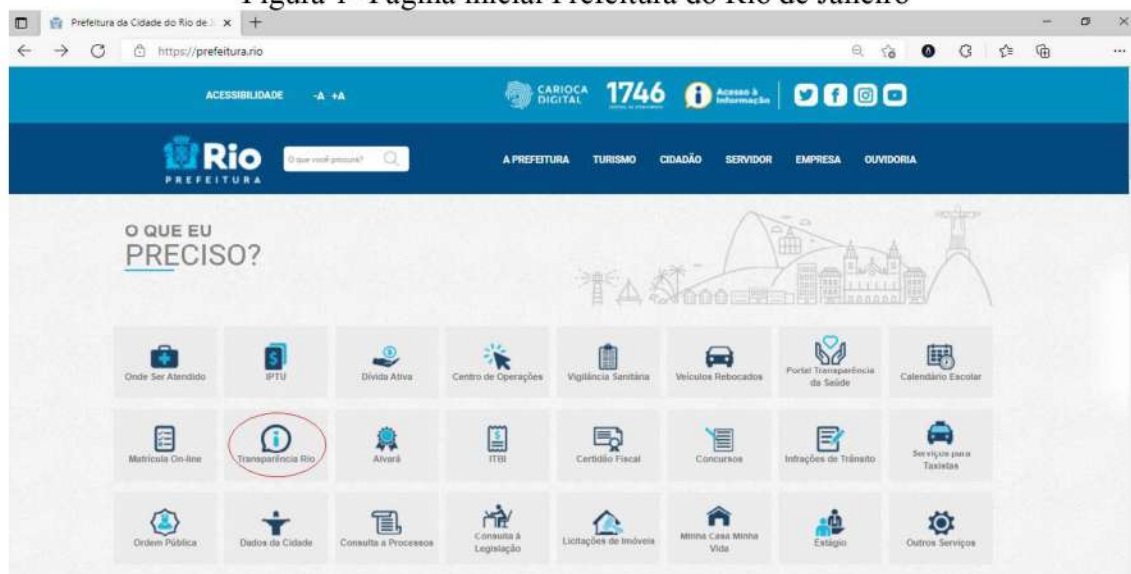 Figura 1- Página inicial Prefeitura do Rio de Janeiro
Prefeitura da Cidade do Rio de J
https://prefeitura.rio
ACESSIBILIDADE -A +A
CARIOCA DIGITAL
1746
Acesso à Informação
Rio
PREFEITURA
O que você procura?
A PREFEITURA TURISMO CIDADÃO SERVIDOR EMPRESA OUVIDORIA
O QUE EU
PRECISO?
Onde Ser Atendido
IPTU
Dívida Ativa
Centro de Operações
Vigilância Sanitária
Veículos Rebocados
Portal Transparência
da Saúde
Calendário Escolar
Matrícula On-line
Transparência Rio
Alvará
ITBI
Certidão Fiscal
Concursos
Infrações de Trânsito
Serviços para
Taxistas
Ordem Pública
Dados da Cidade
Consulta a Processos
Consulta à
Legislação
Licitações de Imóveis
Minha Casa Minha
Vida
Estágio
Outros Serviços